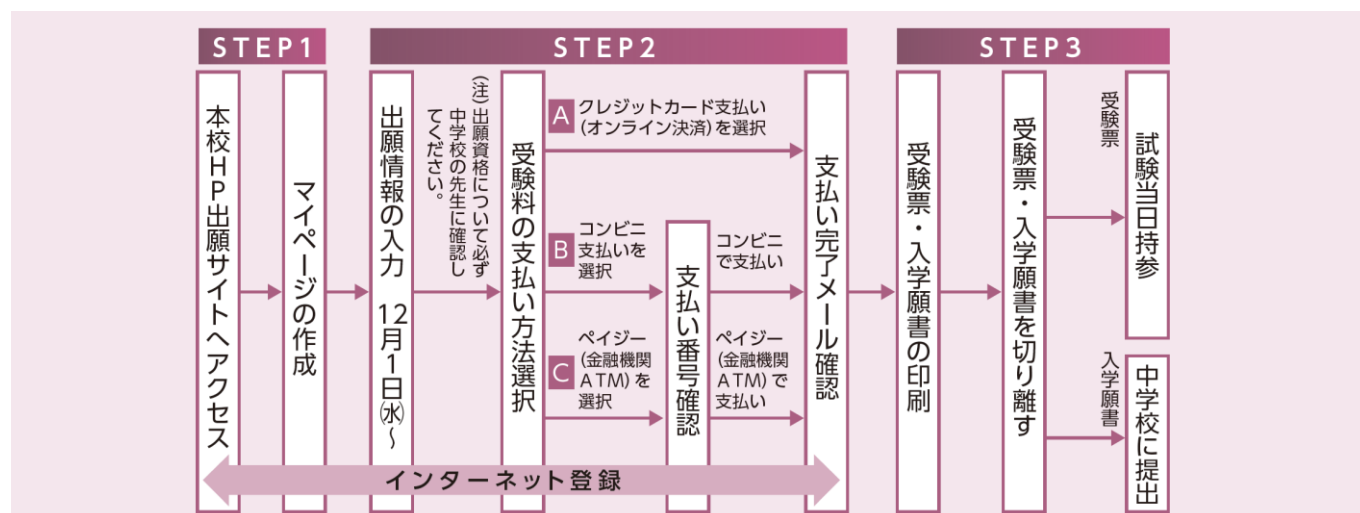 STEP1
本校HP出願サイトへアクセス
マイページの作成
STEP2
出願情報の入力 12月1日㈬～
(注)出願資格について必ず
中学校の先生に確認し
てください。
受験料の支払い方法選択
A
クレジットカード支払い
(オンライン決済)を選択
B
コンビニ
支払いを
選択
C
ペイジー
(金融機関
ATM)を
選択
支払い番号確認
コンビニ
で支払い
ペイジー
(金融機関
ATM)で
支払い
支払い完了メール確認
インターネット登録
STEP3
受験票・入学願書の印刷
受験票・入学願書を切り離す
受験票
試験当日持参
入学願書
中学校に提出